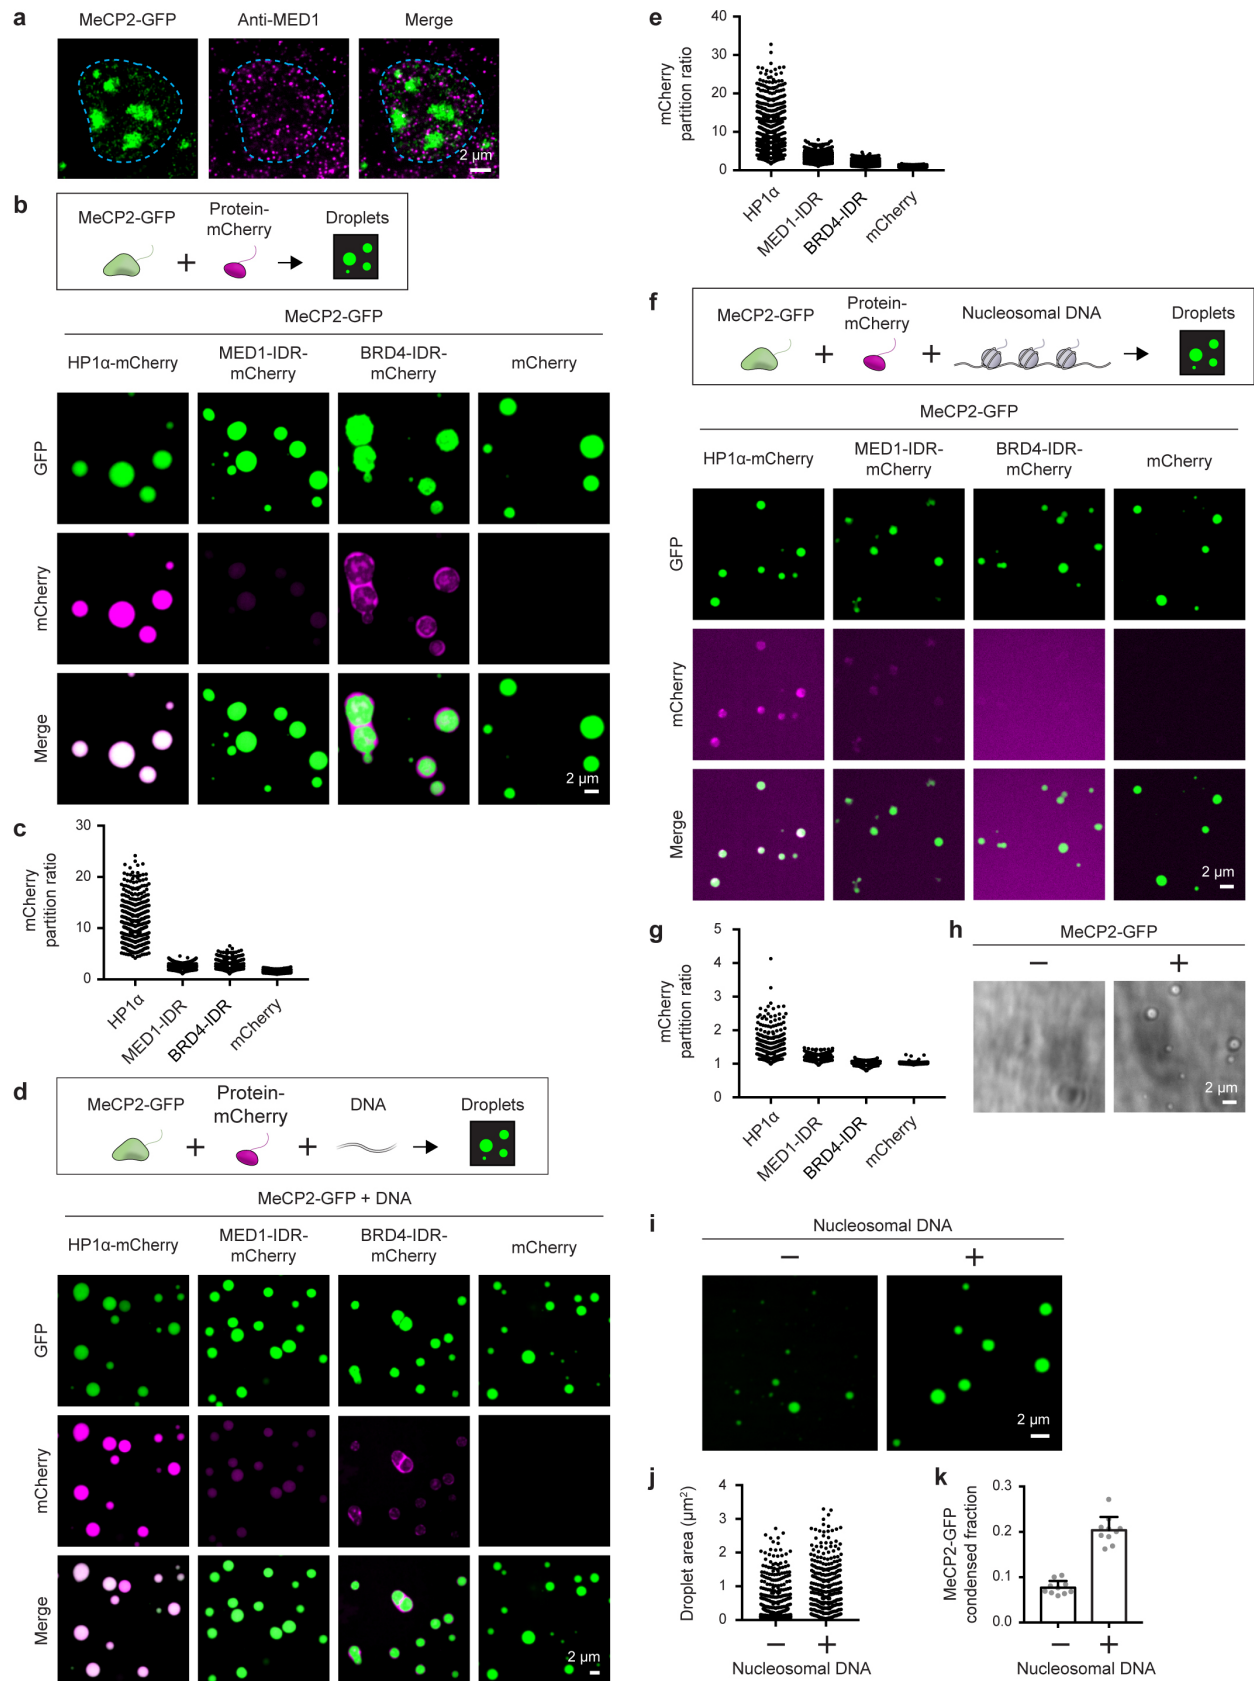 a
MeCP2-GFP
Anti-MED1
Merge
2 µm
b
MeCP2-GFP
Protein-
mCherry
Droplets
+
MeCP2-GFP
HP1α-mCherry
MED1-IDR-
mCherry
BRD4-IDR-
mCherry
mCherry
GFP
mCherry
Merge
2 µm
c
mCherry
partition ratio
30
20
10
0
HP1α
MED1-IDR
BRD4-IDR
mCherry
d
MeCP2-GFP
Protein-
mCherry
DNA
Droplets
+
+
MeCP2-GFP + DNA
HP1α-mCherry
MED1-IDR-
mCherry
BRD4-IDR-
mCherry
mCherry
GFP
mCherry
Merge
2 µm
e
mCherry
partition ratio
40
30
20
10
0
HP1α
MED1-IDR
BRD4-IDR
mCherry
f
MeCP2-GFP
Protein-
mCherry
Nucleosomal DNA
Droplets
+
+
MeCP2-GFP
HP1α-mCherry
MED1-IDR-
mCherry
BRD4-IDR-
mCherry
mCherry
GFP
mCherry
Merge
2 µm
g
mCherry
partition ratio
5
4
3
2
1
0
HP1α
MED1-IDR
BRD4-IDR
mCherry
h
MeCP2-GFP
−
+
2 µm
i
Nucleosomal DNA
−
+
2 µm
j
Droplet area (µm²)
4
3
2
1
0
−
+
Nucleosomal DNA
k
MeCP2-GFP
condensed fraction
0.3
0.2
0.1
0.0
−
+
Nucleosomal DNA